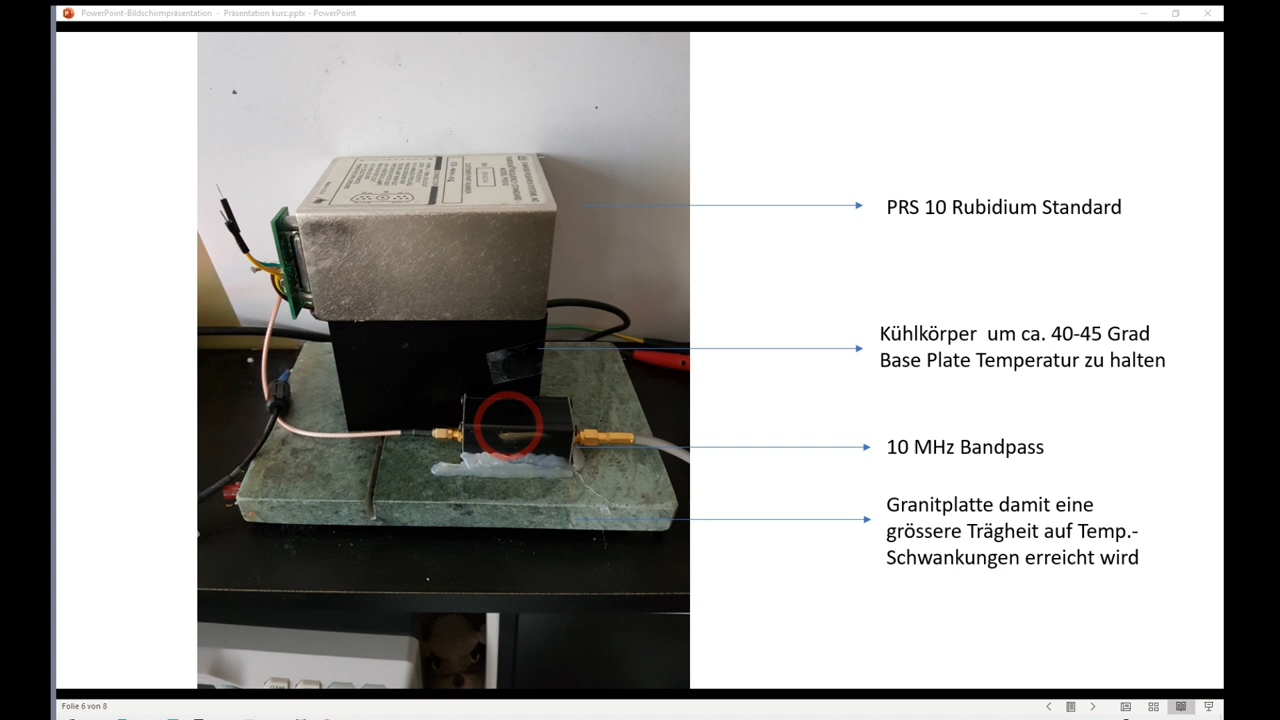 PowerPoint-Bildschirmpräsentation - Präsentation kurz.pptx - PowerPoint
PRS 10 Rubidium Standard
Kühlkörper um ca. 40-45 Grad
Base Plate Temperatur zu halten
10 MHz Bandpass
Granitplatte damit eine
grössere Trägheit auf Temp.-
Schwankungen erreicht wird
Folie 6 von 8